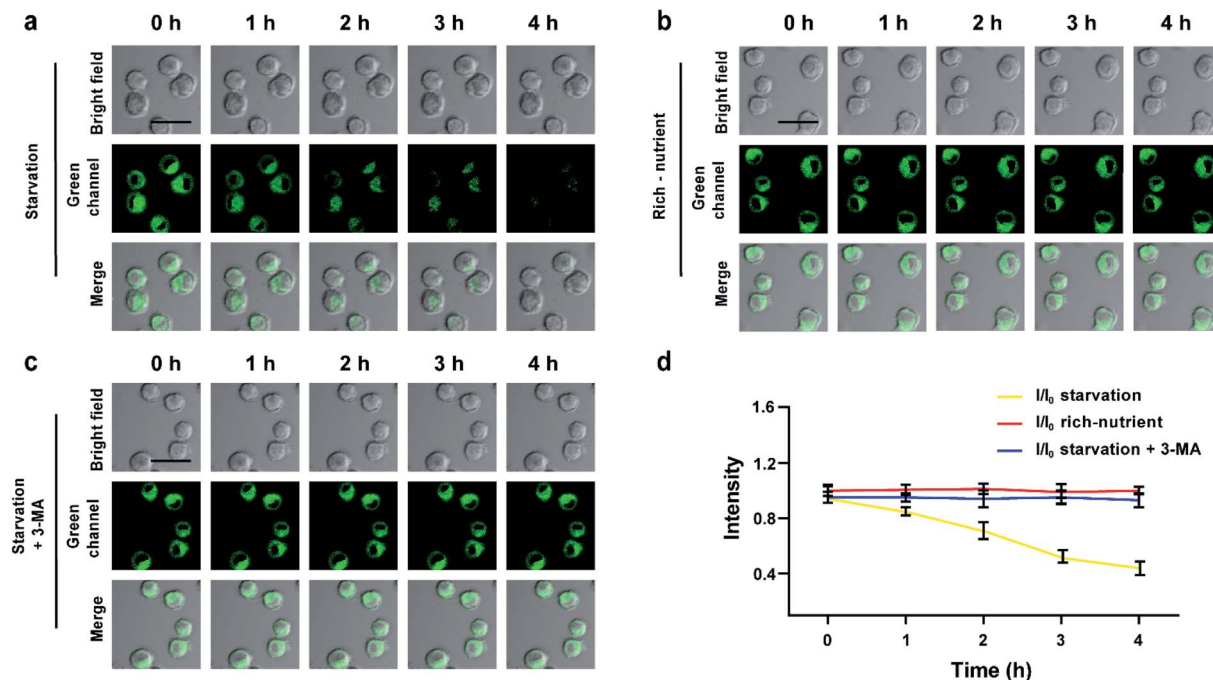 a
0 h 1 h 2 h 3 h 4 h
Starvation
Bright field
Green channel
Merge
b
0 h 1 h 2 h 3 h 4 h
Rich - nutrient
Bright field
Green channel
Merge
c
0 h 1 h 2 h 3 h 4 h
Starvation + 3-MA
Bright field
Green channel
Merge
d
I/I₀ starvation
I/I₀ rich-nutrient
I/I₀ starvation + 3-MA
Intensity
1.6
1.2
0.8
0.4
0 1 2 3 4
Time (h)